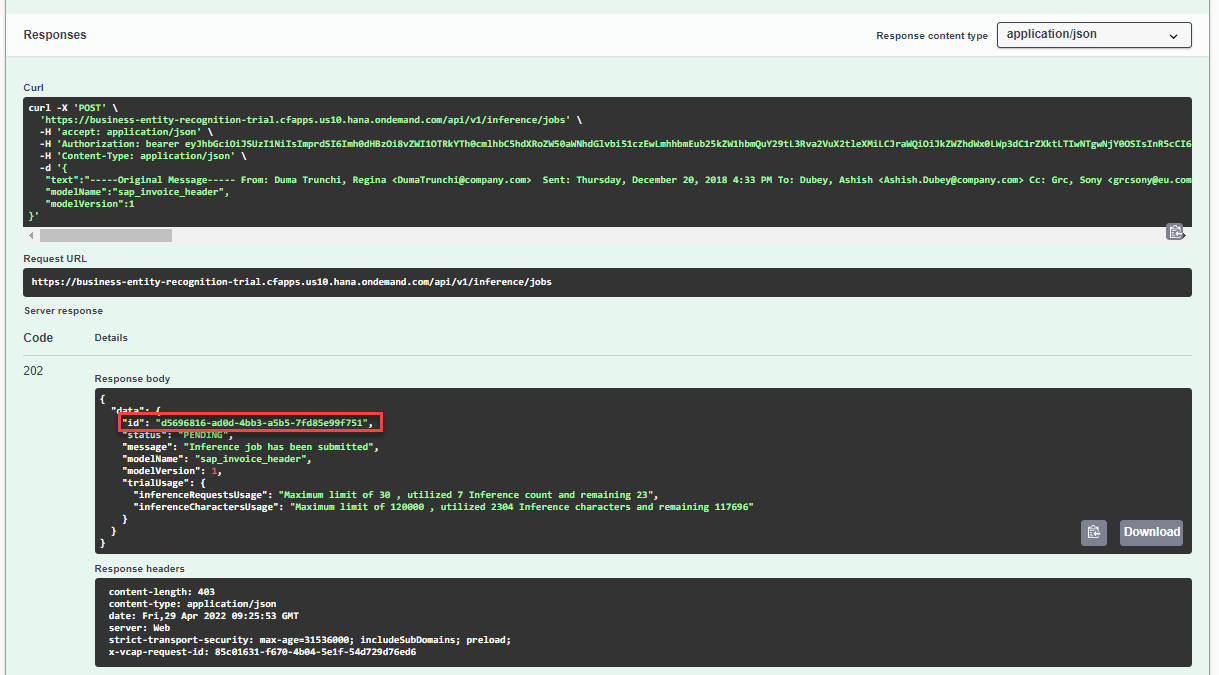 Responses
Response content type
application/json
Curl
curl -X 'POST' \
'https://business-entity-recognition-trial.cfapps.us10.hana.ondemand.com/api/v1/inference/jobs' \
-H 'accept: application/json' \
-H 'Authorization: bearer
-H 'Content-Type: application/json' \
-d '{
"text":"-----Original Message----- From: Duma Trunchi, Regina <DumaTrunchi@company.com> Sent: Thursday, December 20, 2018 4:33 PM To: Dubey, Ashish <Ashish.Dubey@company.com> Cc: Grc, Sony <grcsony@eu.com
"modelName":"sap_invoice_header",
"modelVersion":1
}'
Request URL
https://business-entity-recognition-trial.cfapps.us10.hana.ondemand.com/api/v1/inference/jobs
Server response
Code
Details
202
Response body
{
"data": {
"id": "d5696816-ad0d-4bb3-a5b5-7fd85e99f751",
"status": "PENDING",
"message": "Inference job has been submitted",
"modelName": "sap_invoice_header",
"modelVersion": 1,
"trialUsage": {
"inferenceRequestsUsage": "Maximum limit of 30 , utilized 7 Inference count and remaining 23",
"inferenceCharactersUsage": "Maximum limit of 120000 , utilized 2304 Inference characters and remaining 117696"
}
}
}
Download
Response headers
content-length: 403
content-type: application/json
date: Fri,29 Apr 2022 09:25:53 GMT
server: Web
strict-transport-security: max-age=31536000; includeSubDomains; preload;
x-vcap-request-id: 85c01631-f670-4b04-5e1f-54d729d76ed6